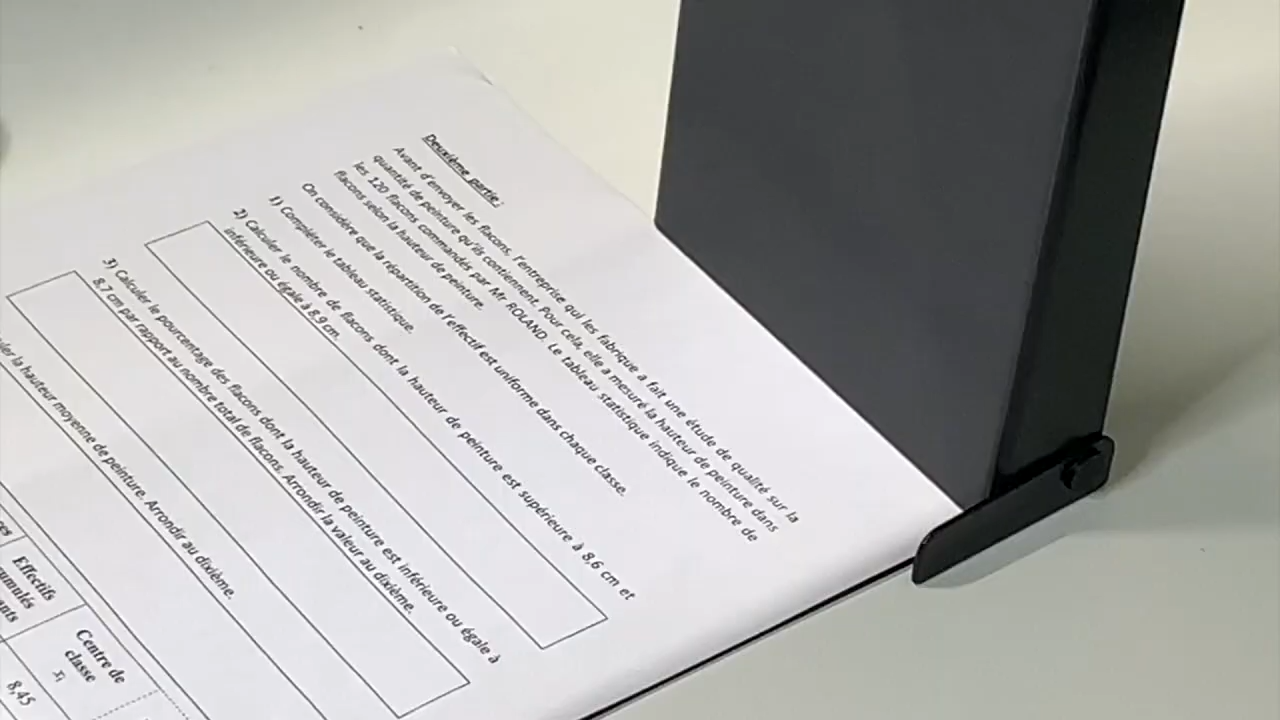 Deuxième partie :
Avant d'envoyer les flacons, l'entreprise qui les fabrique a fait une étude de qualité sur la
quantité de peinture qu'ils contiennent. Pour cela, elle a mesuré la hauteur de peinture dans
les 120 flacons commandés par Mr ROLAND. Le tableau statistique indique le nombre de
flacons selon la hauteur de peinture.
On considère que la répartition de l'effectif est uniforme dans chaque classe.
1) Compléter le tableau statistique.
2) Calculer le nombre de flacons dont la hauteur de peinture est supérieure à 8,6 cm et
inférieure ou égale à 8,9 cm.
3) Calculer le pourcentage des flacons dont la hauteur de peinture est inférieure ou égale à
8,7 cm par rapport au nombre total de flacons. Arrondir la valeur au dixième.
la hauteur moyenne de peinture. Arrondir au dixième.
Effectifs
Centre de
classe
xi
8,45